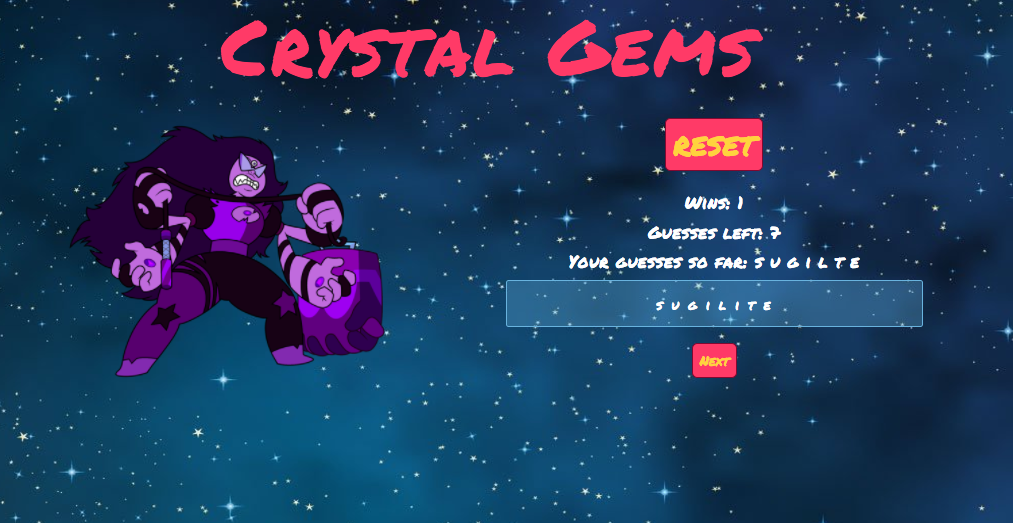 Crystal Gems
RESET
Wins: 1
Guesses left: 7
Your guesses so far: S U G I L T E
S U G I L I T E
Next